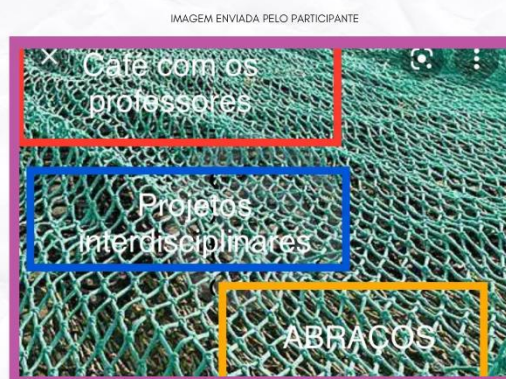 IMAGEM ENVIADA PELO PARTICIPANTE
Café com os
professores
Projetos
interdisciplinares
ABRAÇOS